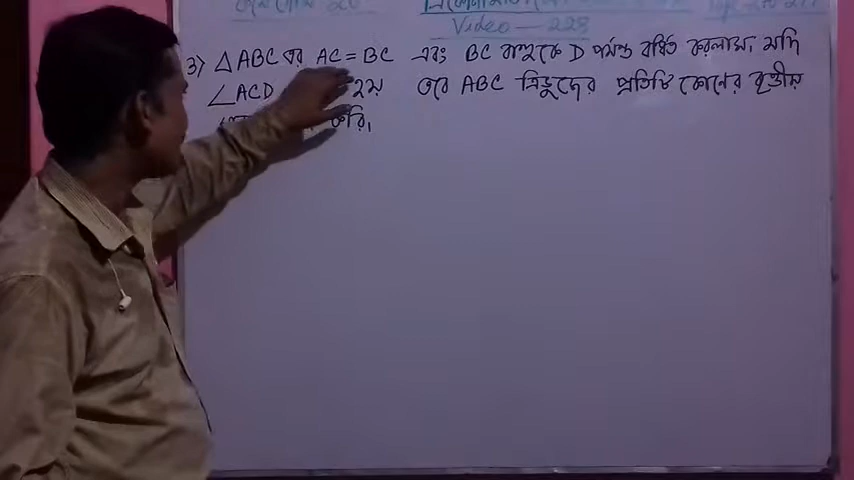 Video — 228
3) △ABC এর AC = BC এবং BC বাহুকে D পর্যন্ত বর্ধিত করলাম, যদি
∠ACD হয় তবে ABC ত্রিভুজের প্রতিটি কোণের বৃত্তীয়
করি,